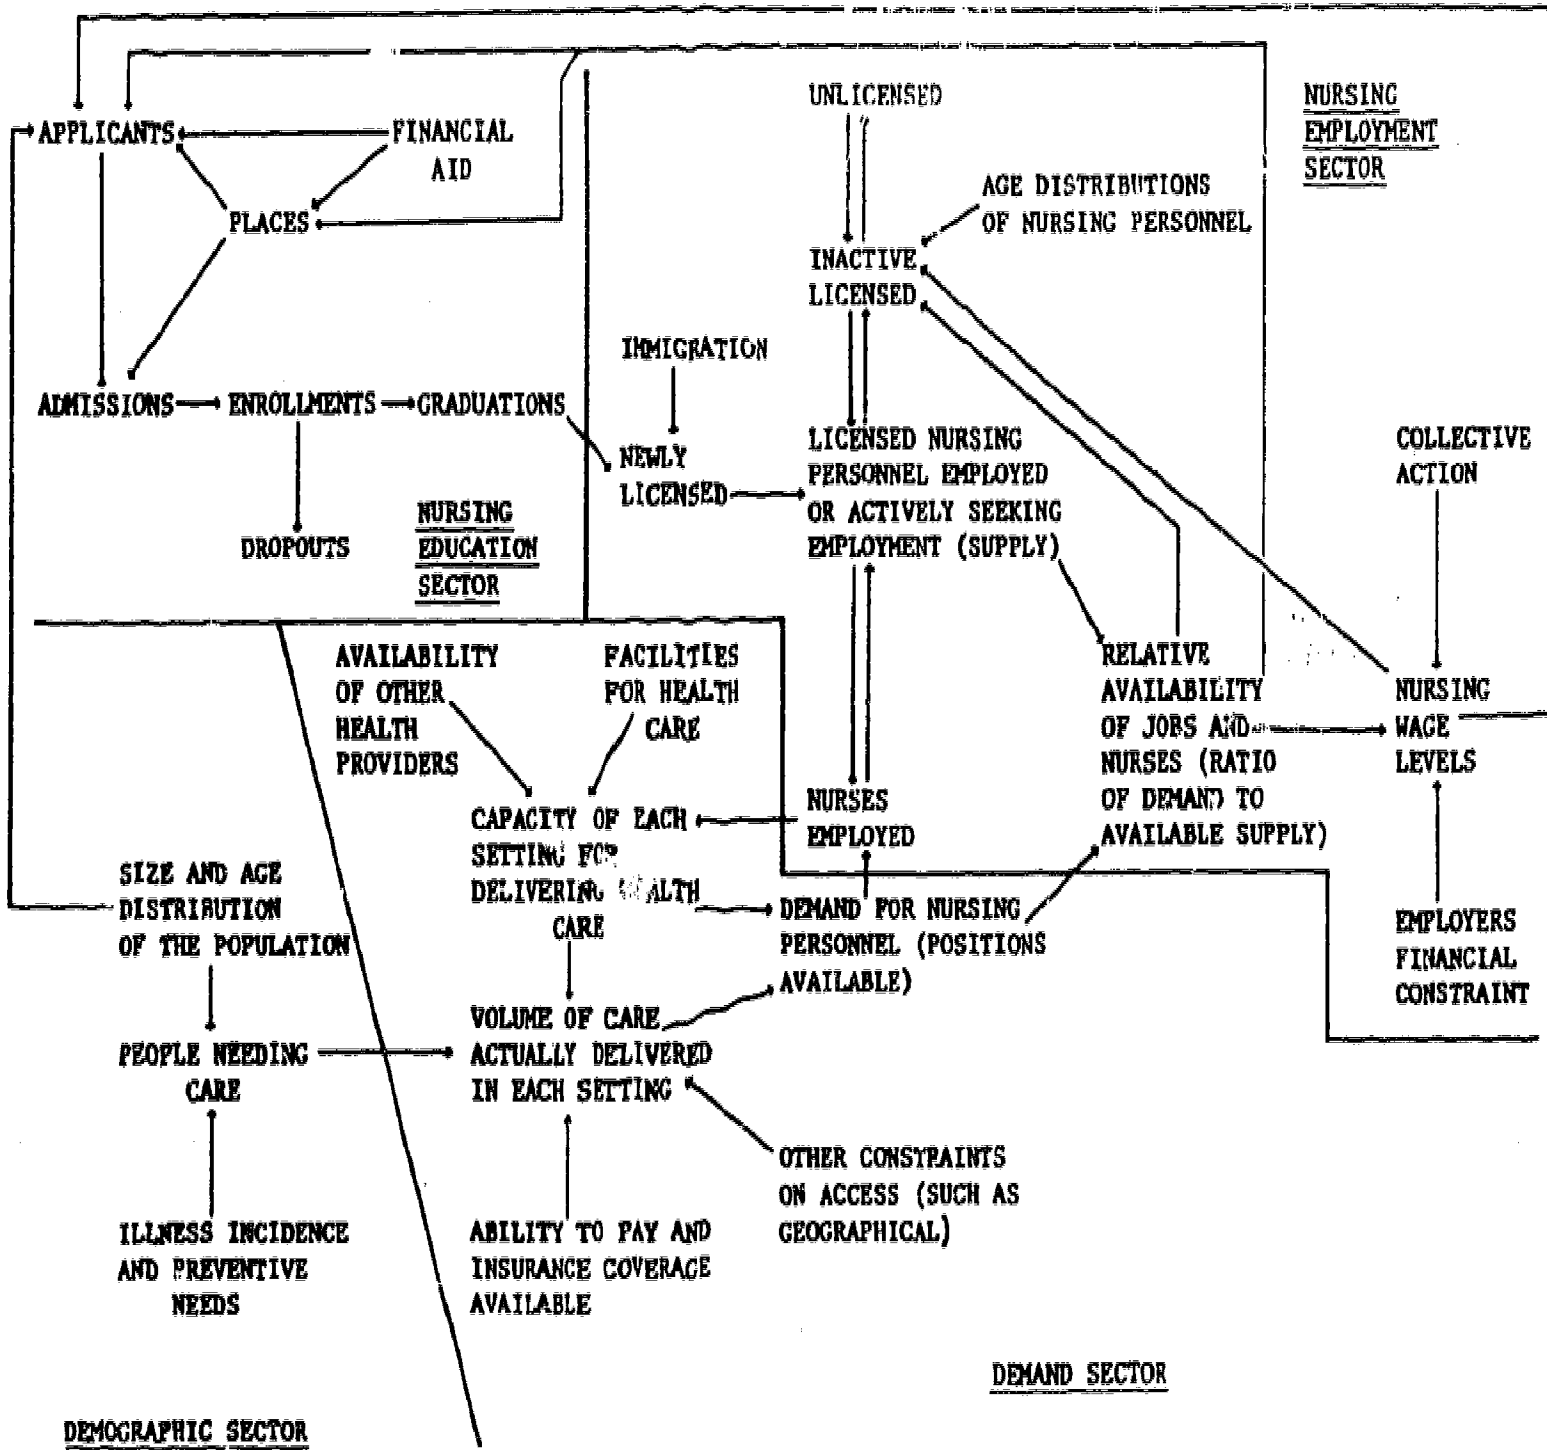 UNLICENSED
NURSING
EMPLOYMENT
SECTOR
APPLICANTS
FINANCIAL
AID
PLACES
AGE DISTRIBUTIONS
OF NURSING PERSONNEL
INACTIVE
LICENSED
IMMIGRATION
ADMISSIONS
ENROLLMENTS
GRADUATIONS
NEWLY
LICENSED
LICENSED NURSING
PERSONNEL EMPLOYED
OR ACTIVELY SEEKING
EMPLOYMENT (SUPPLY)
COLLECTIVE
ACTION
DROPOUTS
NURSING
EDUCATION
SECTOR
AVAILABILITY
OF OTHER
HEALTH
PROVIDERS
FACILITIES
FOR HEALTH
CARE
RELATIVE
AVAILABILITY
OF JOBS AND
NURSES (RATIO
OF DEMAND TO
AVAILABLE SUPPLY)
NURSING
WAGE
LEVELS
CAPACITY OF EACH
SETTING FOR
DELIVERING HEALTH
CARE
NURSES
EMPLOYED
SIZE AND AGE
DISTRIBUTION
OF THE POPULATION
DEMAND FOR NURSING
PERSONNEL (POSITIONS
AVAILABLE)
EMPLOYERS
FINANCIAL
CONSTRAINT
PEOPLE NEEDING
CARE
VOLUME OF CARE
ACTUALLY DELIVERED
IN EACH SETTING
OTHER CONSTRAINTS
ON ACCESS (SUCH AS
GEOGRAPHICAL)
ILLNESS INCIDENCE
AND PREVENTIVE
NEEDS
ABILITY TO PAY AND
INSURANCE COVERAGE
AVAILABLE
DEMAND SECTOR
DEMOGRAPHIC SECTOR